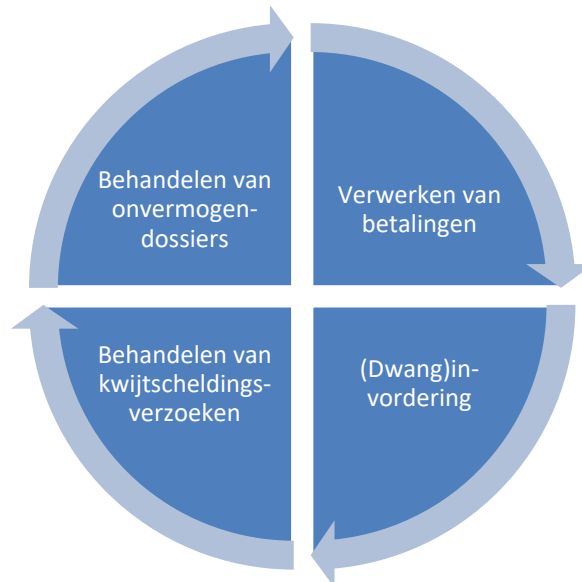 Behandelen van
onvermogen-
dossiers
Verwerken van
betalingen
Behandelen van
kwijtscheldings-
verzoeken
(Dwang)in-
vordering